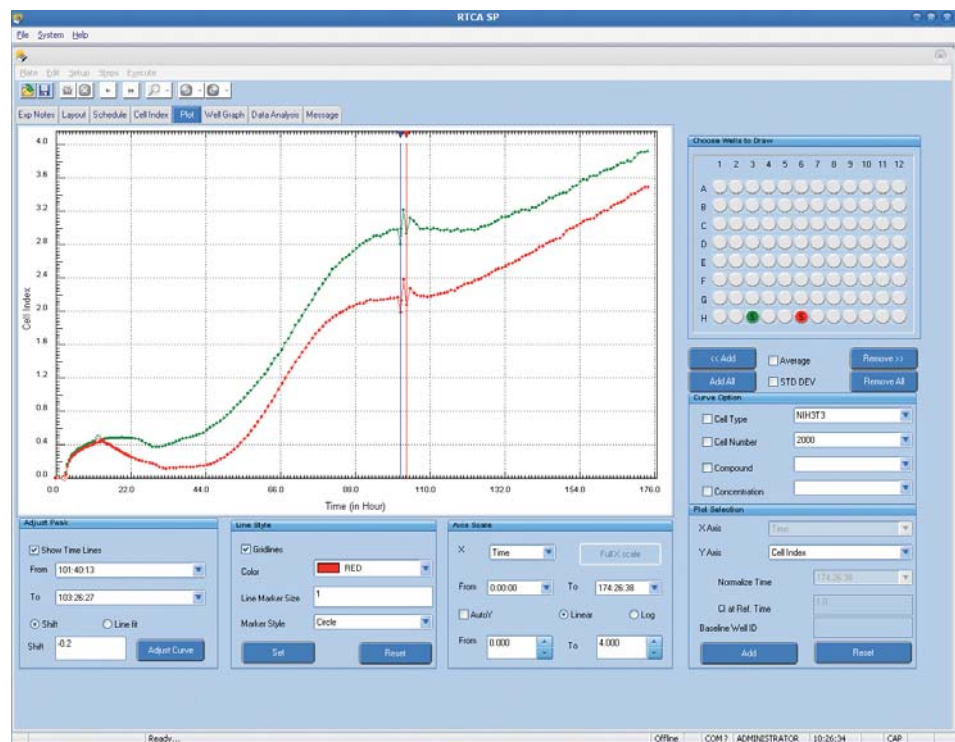 RTCA SP
File System Help
Plate Edit Setup Steps Execute
Exp Notes Layout Schedule Cell Index Plot Well Graph Data Analysis Message
4.0
3.6
3.2
2.8
2.4
2.0
1.6
1.2
0.8
0.4
0.0
Cell Index
0.0 22.0 44.0 66.0 88.0 110.0 132.0 154.0 176.0
Time (in Hour)
Choose Wells to Draw
1 2 3 4 5 6 7 8 9 10 11 12
A
B
C
D
E
F
G
H S S
<< Add Average Remove >>
Add All STD DEV Remove All
Curve Option
Cell Type NIH3T3
Cell Number 2000
Compound
Concentration
Plot Selection
X Axis Time
Y Axis Cell Index
Normalize Time 174:26:38
CI at Ref. Time 1.0
Baseline Well ID
Add Reset
Adjust Peak
Show Time Lines
From 101:40:13
To 103:26:27
Shift Line fit
Shift -0.2 Adjust Curve
Line Style
Gridlines
Color RED
Line Marker Size 1
Marker Style Circle
Set Reset
Axis Scale
X Time Full X scale
From 0:00:00 To 174:26:38
AutoY Linear Log
From 0.000 To 4.000
Ready... Offline COM7 ADMINISTRATOR 10:26:34 CAP